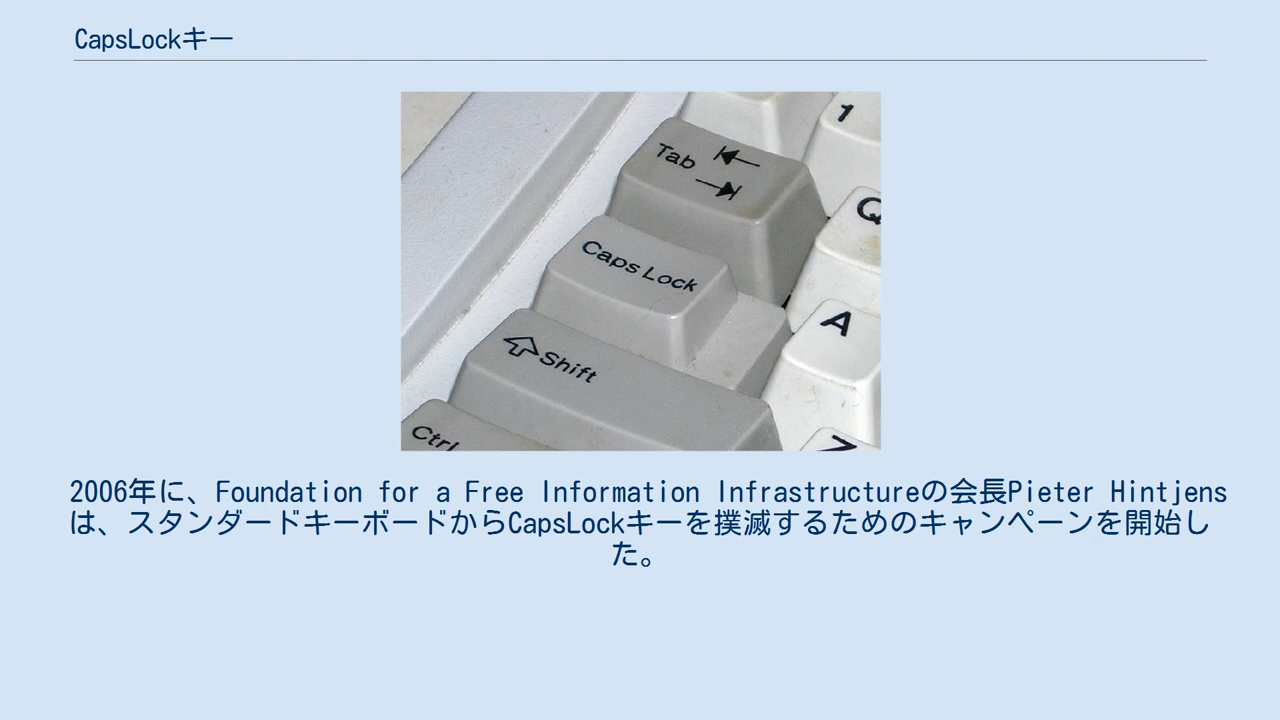 CapsLockキー
1
Tab
Q
Caps Lock
A
Shift
Ctrl
Z
2006年に、Foundation for a Free Information Infrastructureの会長Pieter Hintjens
は、スタンダードキーボードからCapsLockキーを撲滅するためのキャンペーンを開始し
た。